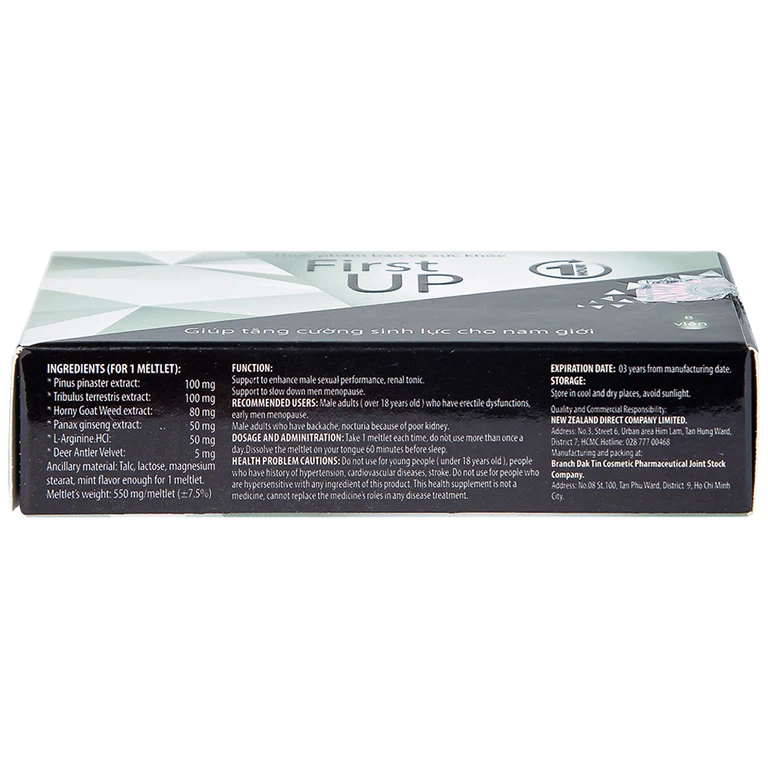 Thực phẩm bảo vệ sức khỏe
First
UP
1
8
viên
Giúp tăng cường sinh lực cho nam giới
INGREDIENTS (FOR 1 MELTLET):
* Pinus pinaster extract: 100 mg
* Tribulus terrestris extract: 100 mg
* Horny Goat Weed extract: 80 mg
* Panax ginseng extract: 50 mg
* L-Arginine.HCl: 50 mg
* Deer Antler Velvet: 5 mg
Ancillary material: Talc, lactose, magnesium
stearat, mint flavor enough for 1 meltlet.
Meltlet's weight: 550 mg/meltlet (±7.5%)
FUNCTION:
Support to enhance male sexual performance, renal tonic.
Support to slow down men menopause.
RECOMMENDED USERS: Male adults ( over 18 years old ) who have erectile dysfunctions,
early men menopause.
Male adults who have backache, nocturia because of poor kidney.
DOSAGE AND ADMINITRATION: Take 1 meltlet each time, do not use more than once a
day.Dissolve the meltlet on your tongue 60 minutes before sleep.
HEALTH PROBLEM CAUTIONS: Do not use for young people ( under 18 years old ), people
who have history of hypertension, cardiovascular diseases, stroke. Do not use for people who
are hypersensitive with any ingredient of this product. This health supplement is not a
medicine, cannot replace the medicine's roles in any disease treatment.
EXPIRATION DATE: 03 years from manufacturing date.
STORAGE:
Store in cool and dry places, avoid sunlight.
Quality and Commercial Responsibility:
NEW ZEALAND DIRECT COMPANY LIMITED.
Address: No.3, Street 6, Urban area Him Lam, Tan Hung Ward,
District 7, HCMC.Hotline: 028 777 00468
Manufacturing and packing at:
Branch Dak Tin Cosmetic Pharmaceutical Joint Stock
Company.
Address: No.08 St.100, Tan Phu Ward, District 9, Ho Chi Minh
City.